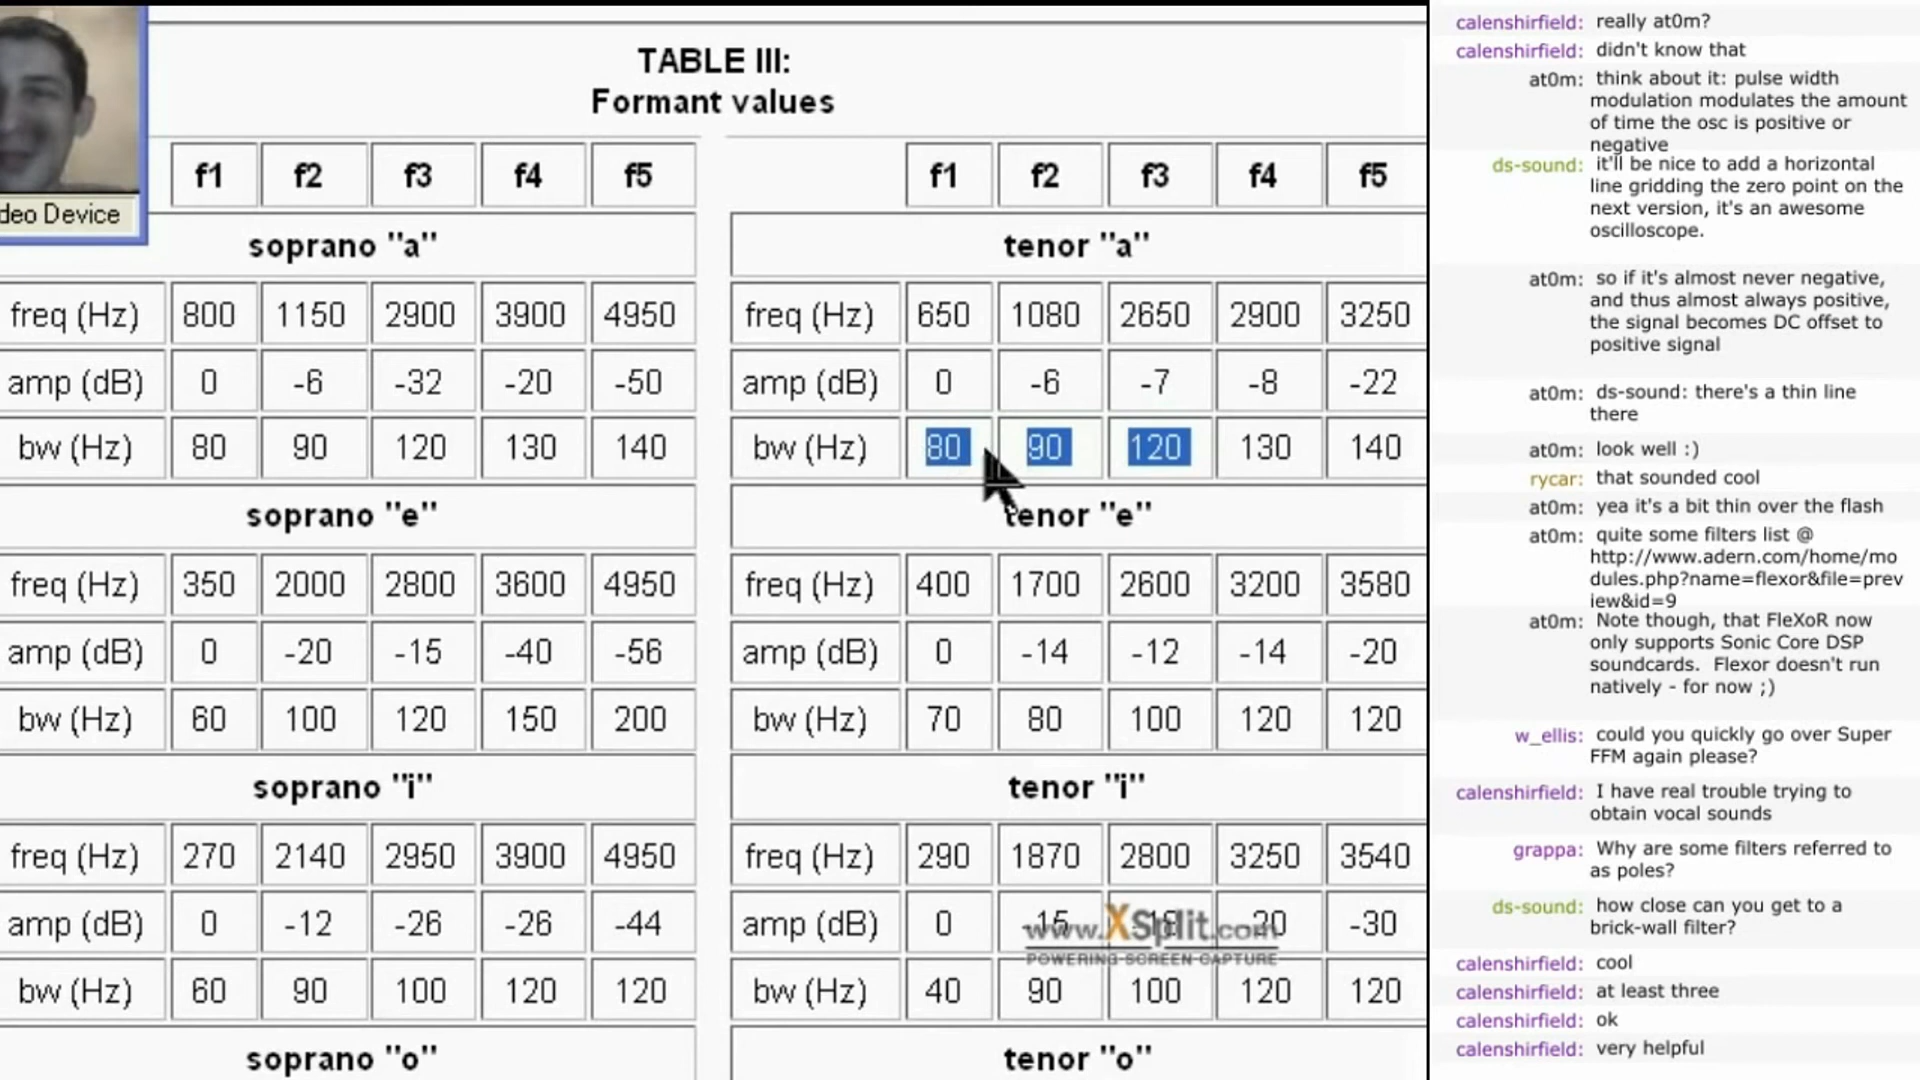 TABLE III:
Formant values
deo Device
f1 f2 f3 f4 f5
soprano "a"
freq (Hz) 800 1150 2900 3900 4950
amp (dB) 0 -6 -32 -20 -50
bw (Hz) 80 90 120 130 140
soprano "e"
freq (Hz) 350 2000 2800 3600 4950
amp (dB) 0 -20 -15 -40 -56
bw (Hz) 60 100 120 150 200
soprano "i"
freq (Hz) 270 2140 2950 3900 4950
amp (dB) 0 -12 -26 -26 -44
bw (Hz) 60 90 100 120 120
soprano "o"
f1 f2 f3 f4 f5
tenor "a"
freq (Hz) 650 1080 2650 2900 3250
amp (dB) 0 -6 -7 -8 -22
bw (Hz) 80 90 120 130 140
tenor "e"
freq (Hz) 400 1700 2600 3200 3580
amp (dB) 0 -14 -12 -14 -20
bw (Hz) 70 80 100 120 120
tenor "i"
freq (Hz) 290 1870 2800 3250 3540
amp (dB) 0 -15 -18 -20 -30
www.XSplit.com
POWERING SCREEN CAPTURE
bw (Hz) 40 90 100 120 120
tenor "o"
calenshirfield: really at0m?
calenshirfield: didn't know that
at0m: think about it: pulse width
modulation modulates the amount
of time the osc is positive or
negative
ds-sound: it'll be nice to add a horizontal
line gridding the zero point on the
next version, it's an awesome
oscilloscope.
at0m: so if it's almost never negative,
and thus almost always positive,
the signal becomes DC offset to
positive signal
at0m: ds-sound: there's a thin line
there
at0m: look well :)
rycar: that sounded cool
at0m: yea it's a bit thin over the flash
at0m: quite some filters list @
http://www.adern.com/home/mo
dules.php?name=flexor&file=prev
iew&id=9
at0m: Note though, that FleXoR now
only supports Sonic Core DSP
soundcards. Flexor doesn't run
natively - for now ;)
w_ellis: could you quickly go over Super
FFM again please?
calenshirfield: I have real trouble trying to
obtain vocal sounds
grappa: Why are some filters referred to
as poles?
ds-sound: how close can you get to a
brick-wall filter?
calenshirfield: cool
calenshirfield: at least three
calenshirfield: ok
calenshirfield: very helpful